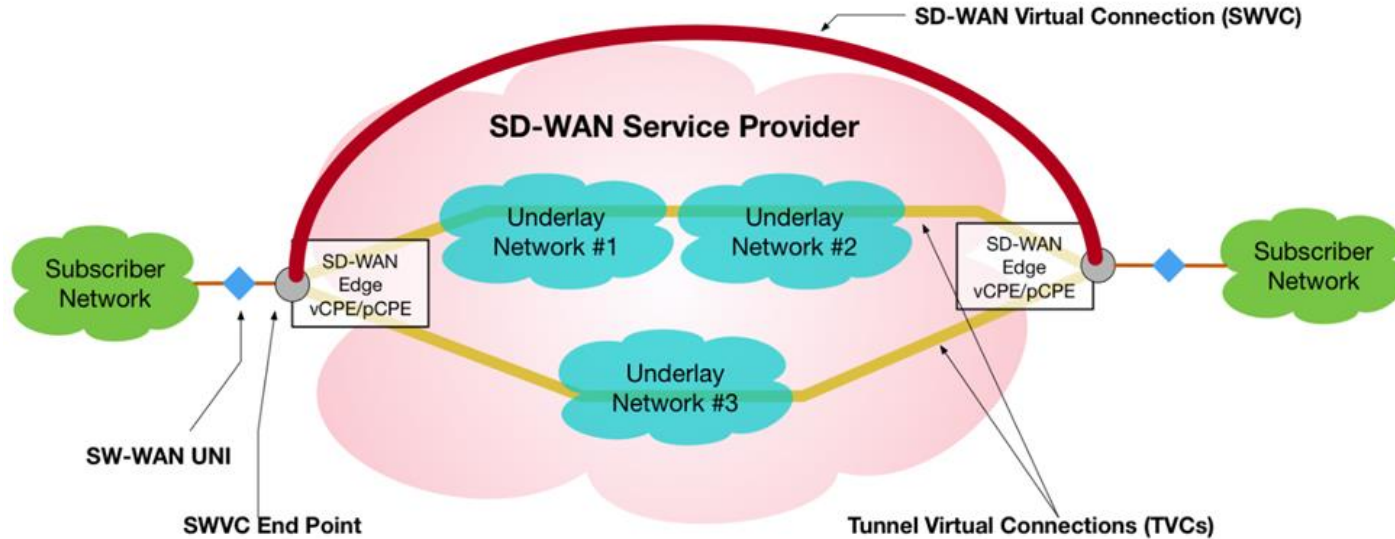 SD-WAN Virtual Connection (SWVC)
SD-WAN Service Provider
Underlay
Network #1
Underlay
Network #2
Subscriber
Network
SD-WAN
Edge
vCPE/pCPE
SD-WAN
Edge
vCPE/pCPE
Subscriber
Network
Underlay
Network #3
SW-WAN UNI
SWVC End Point
Tunnel Virtual Connections (TVCs)